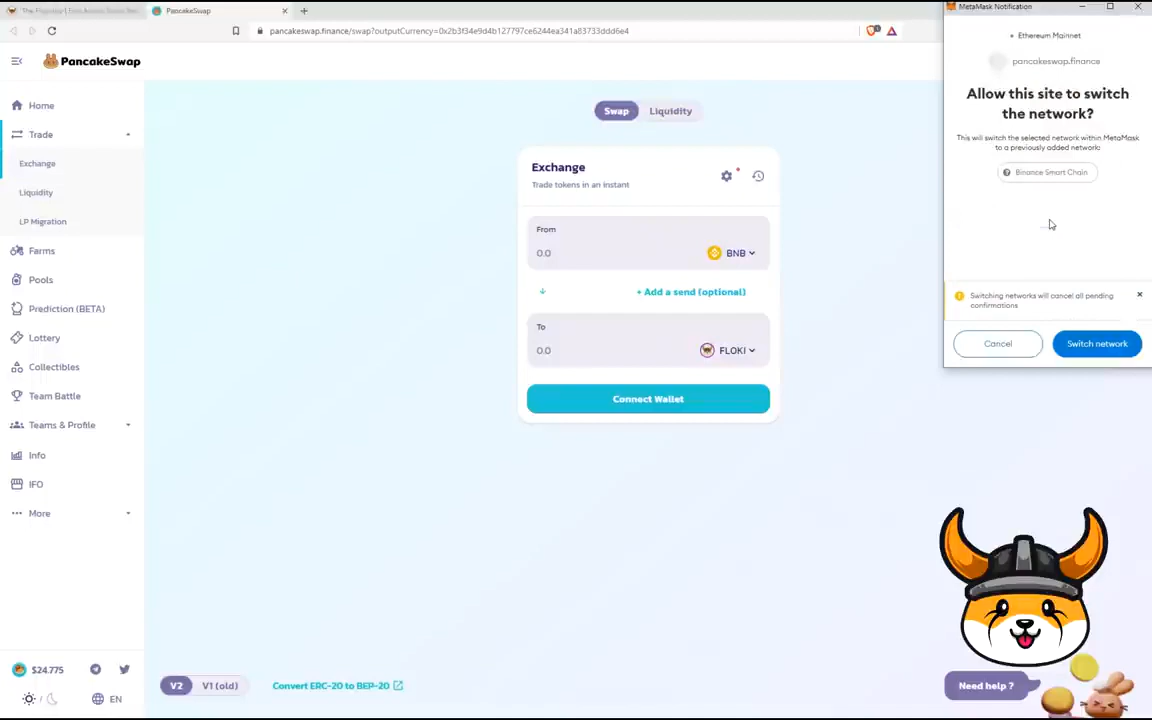 PancakeSwap
pancakeswap.finance/swap?outputCurrency=0x2b3f34e9d4b127797ce6244ea341a83733ddd6e4
PancakeSwap
Home
Trade
Exchange
Liquidity
LP Migration
Farms
Pools
Prediction (BETA)
Lottery
Collectibles
Team Battle
Teams & Profile
Info
IFO
More
$24.775
EN
Swap
Liquidity
Exchange
Trade tokens in an instant
From
0.0
BNB
+ Add a send (optional)
To
0.0
FLOKI
Connect Wallet
V2
V1 (old)
Convert ERC-20 to BEP-20
MetaMask Notification
Ethereum Mainnet
pancakeswap.finance
Allow this site to switch
the network?
This will switch the selected network within MetaMask
to a previously added network:
Binance Smart Chain
Switching networks will cancel all pending
confirmations
Cancel
Switch network
Need help ?